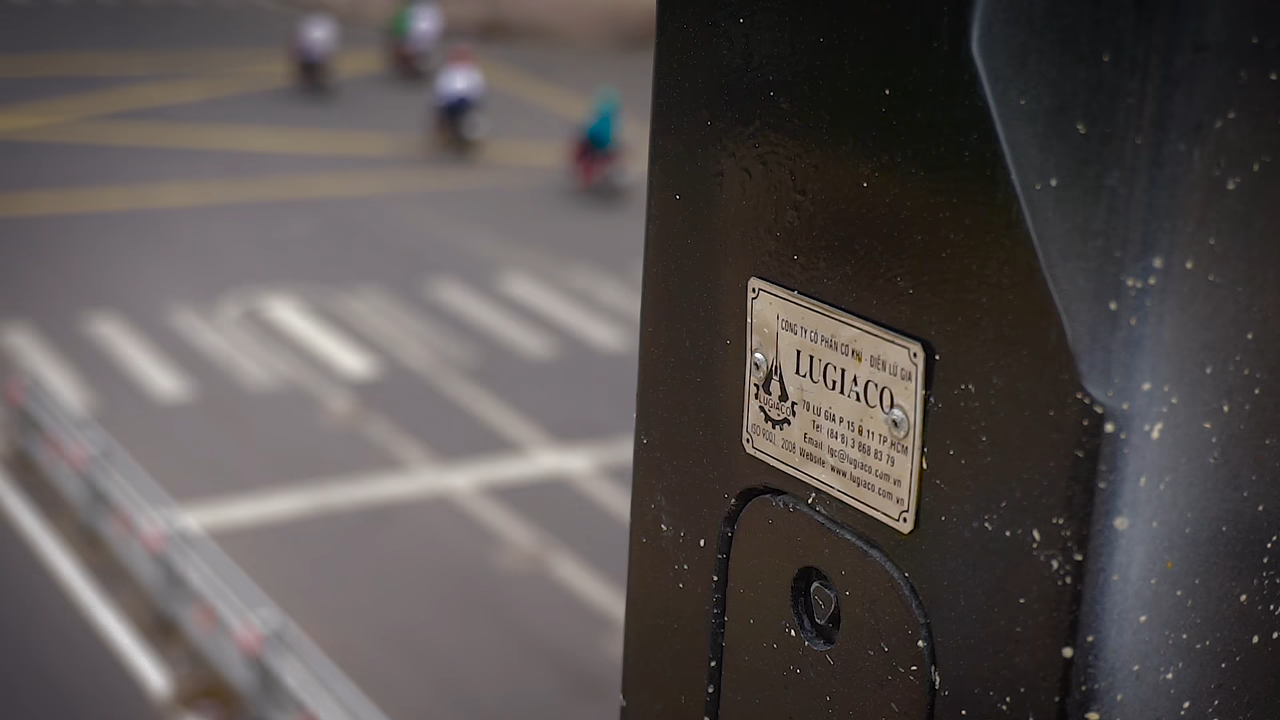 CÔNG TY CỔ PHẦN CƠ KHÍ - ĐIỆN LỮ GIA
LUGIACO
LUGIACO
70 LỮ GIA P.15 Q.11 TP.HCM
Tel: (84 8) 3 868 83 79
Email: lgc@lugiaco.com.vn
ISO 9001: 2008 Website: www.lugiaco.com.vn